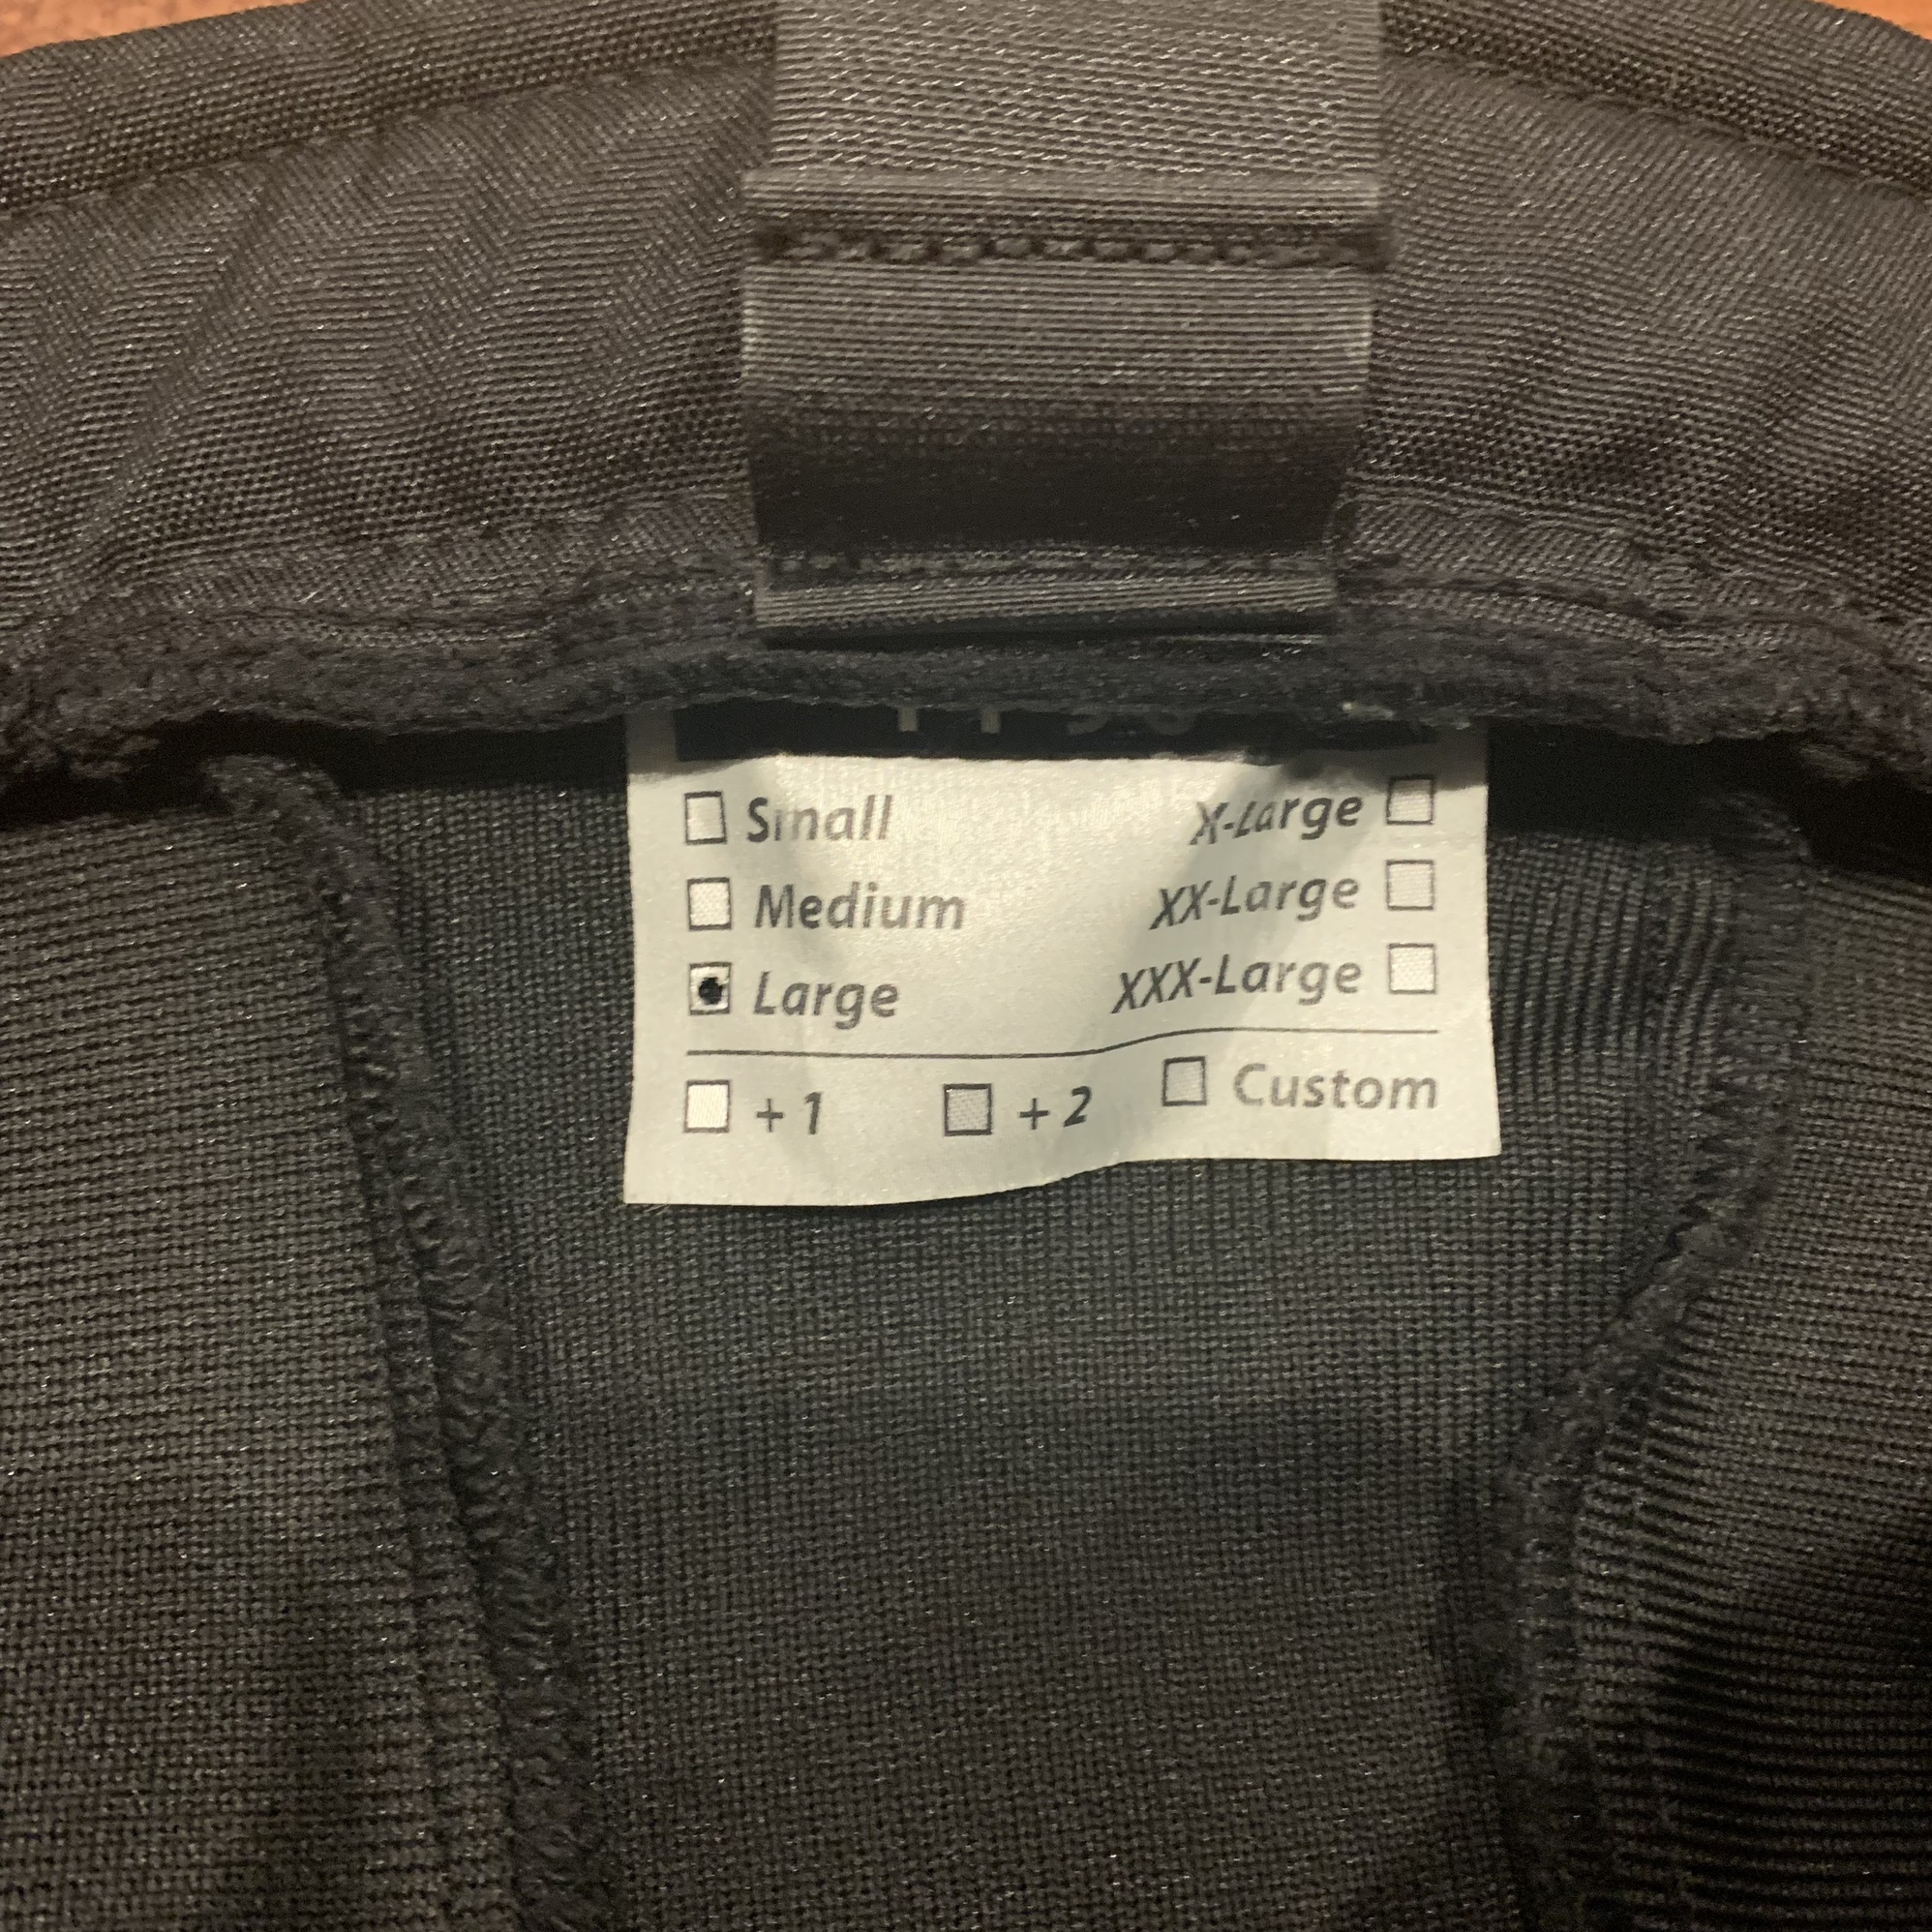 Small X-Large
Medium XX-Large
Large XXX-Large
+1 +2 Custom